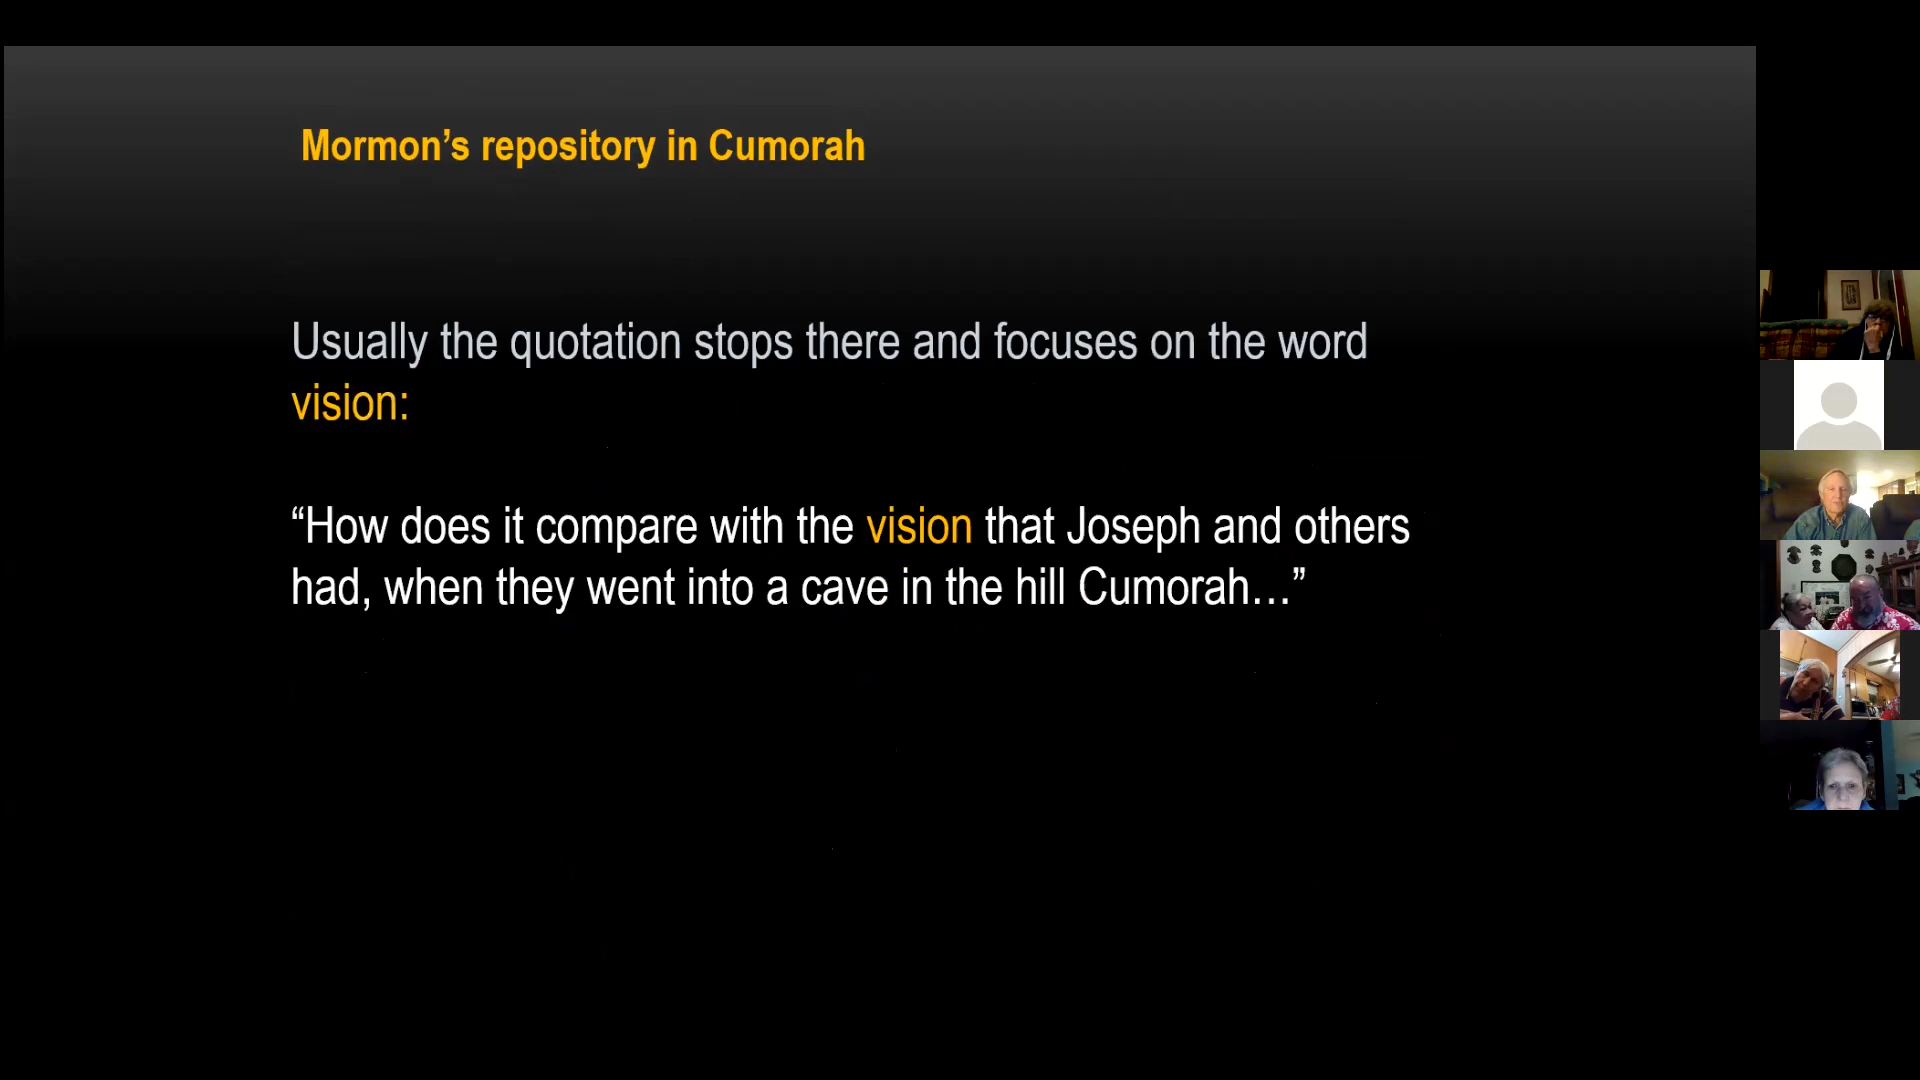 Mormon’s repository in Cumorah
Usually the quotation stops there and focuses on the word
vision:
“How does it compare with the vision that Joseph and others
had, when they went into a cave in the hill Cumorah…”